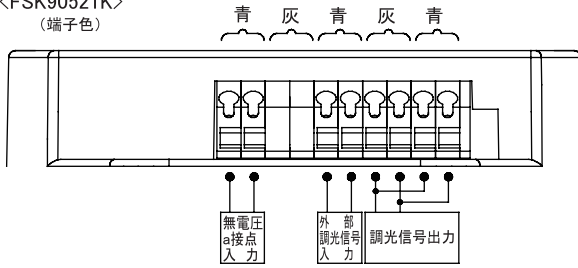 <FSK90521K>
(端子色)
青 灰 青 灰 青
無電圧
a接点
入力
外部
調光信号
入力
調光信号出力